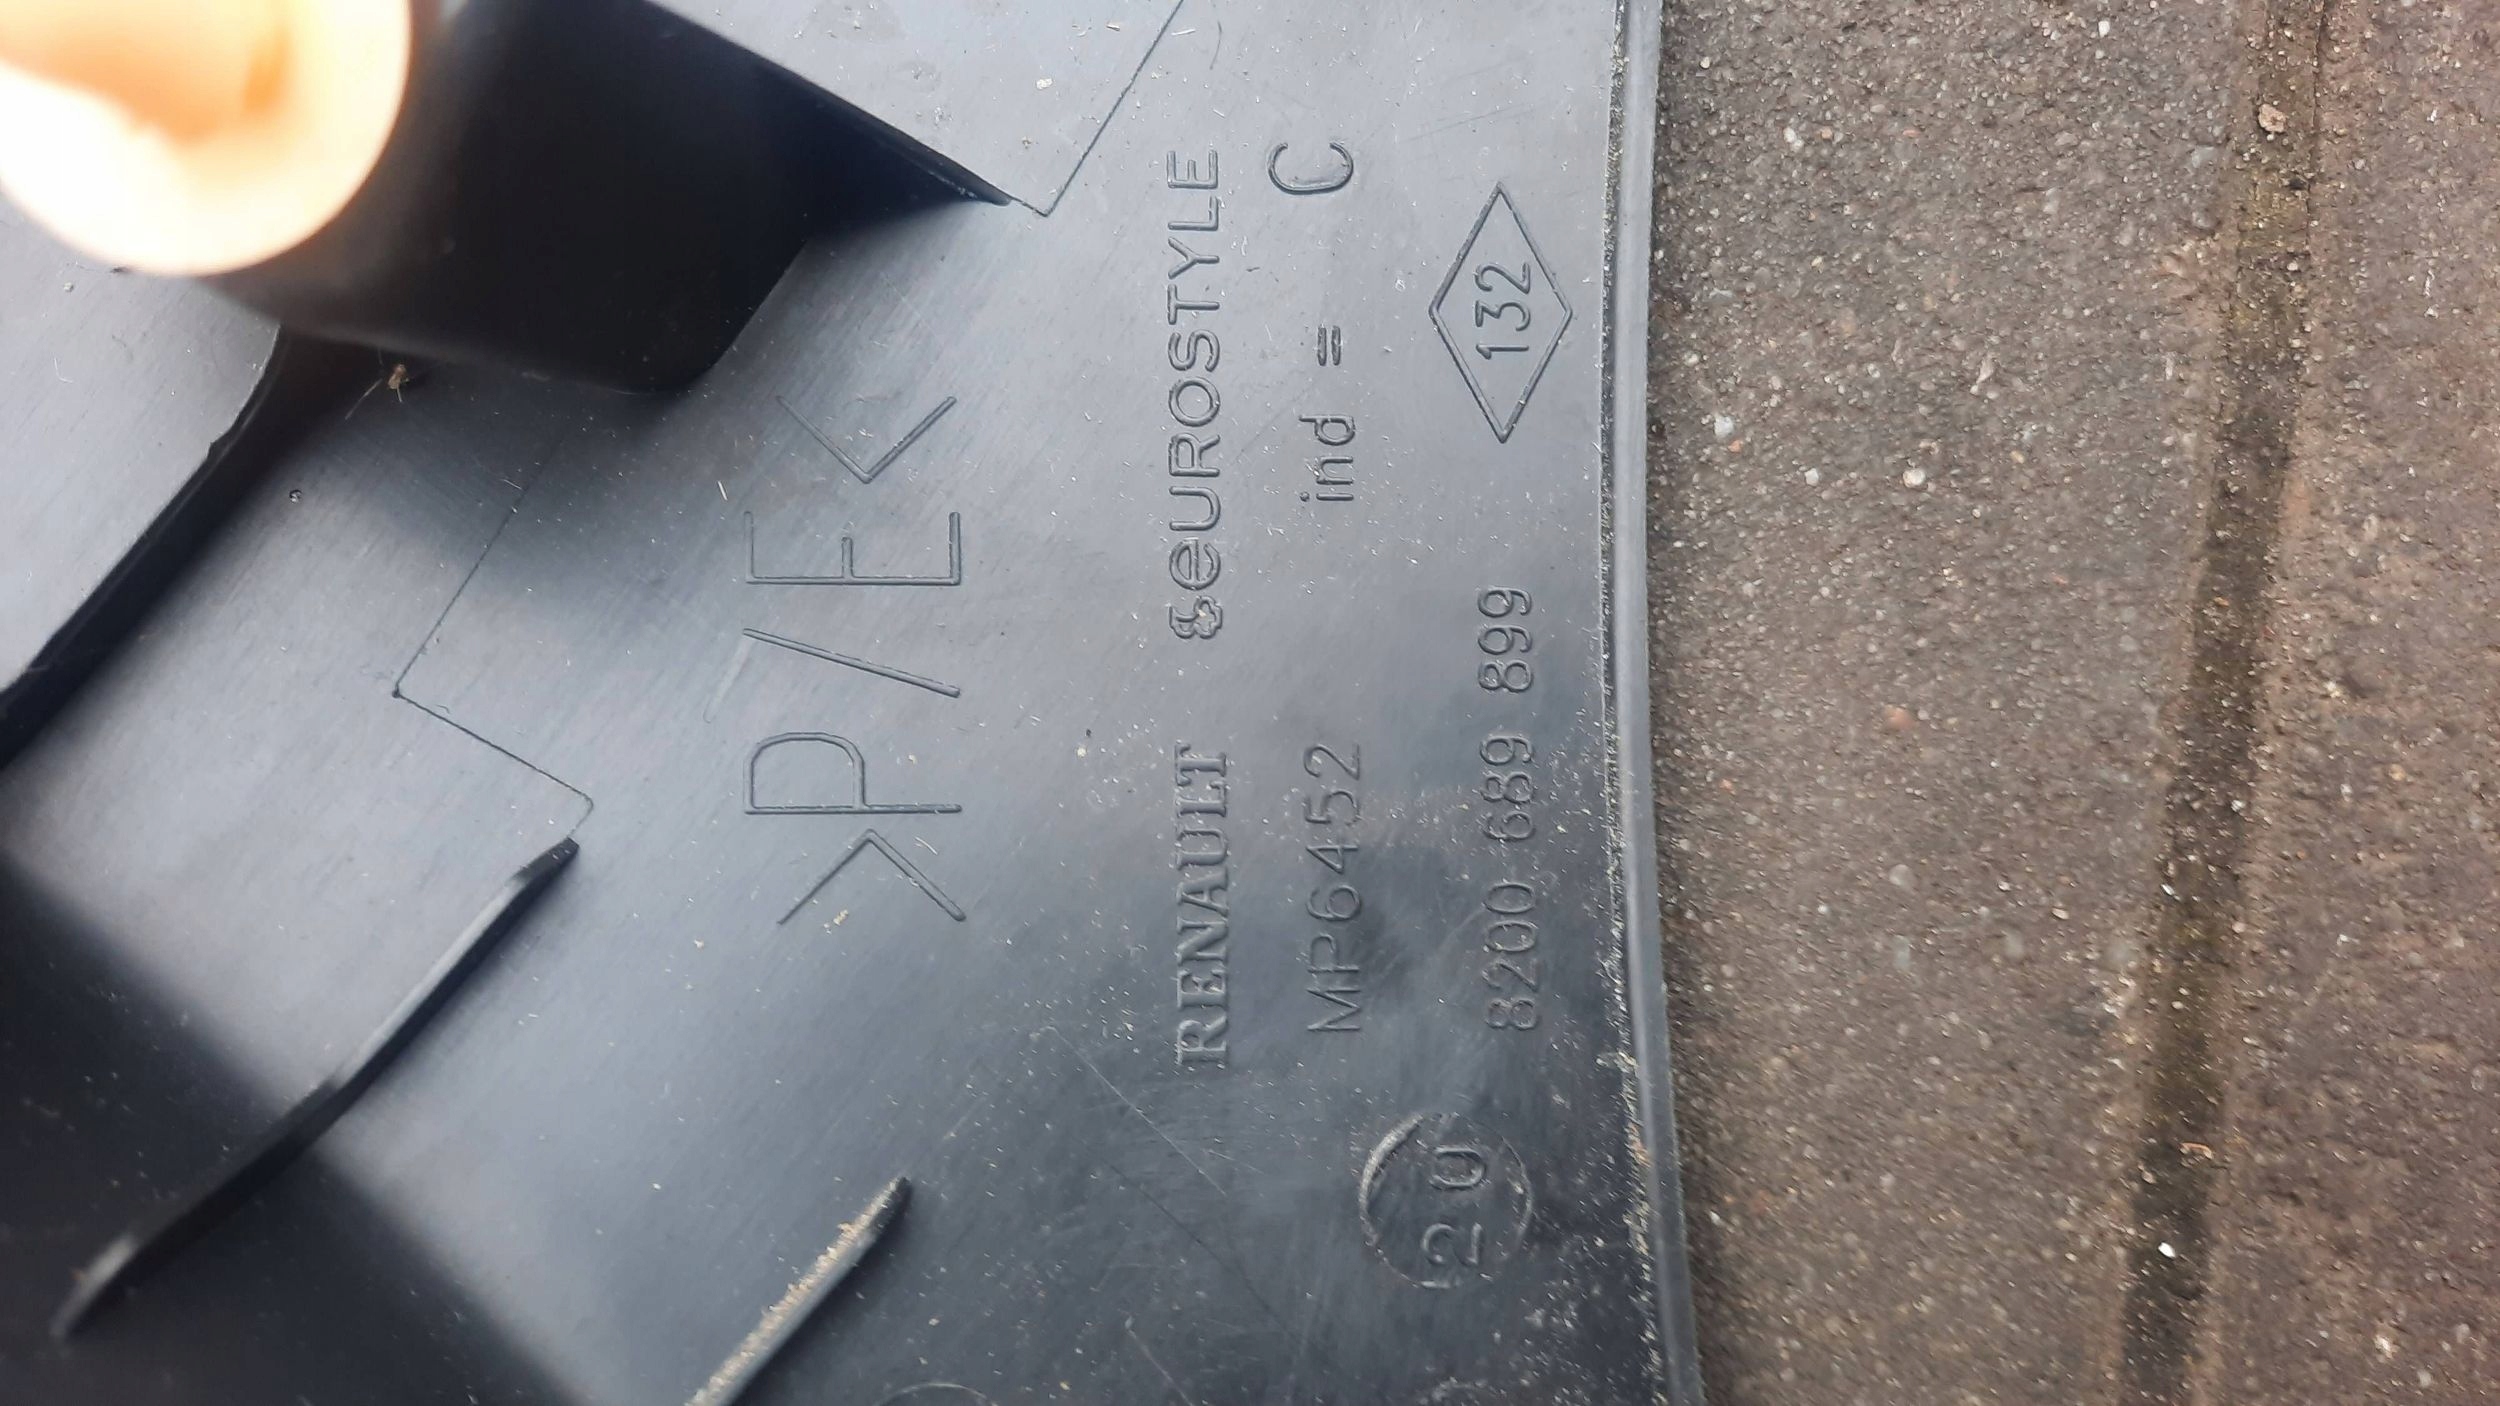 >P/E<
RENAULT eUROSTYLE
MP6452 ind = C
8200 689 899 132
20